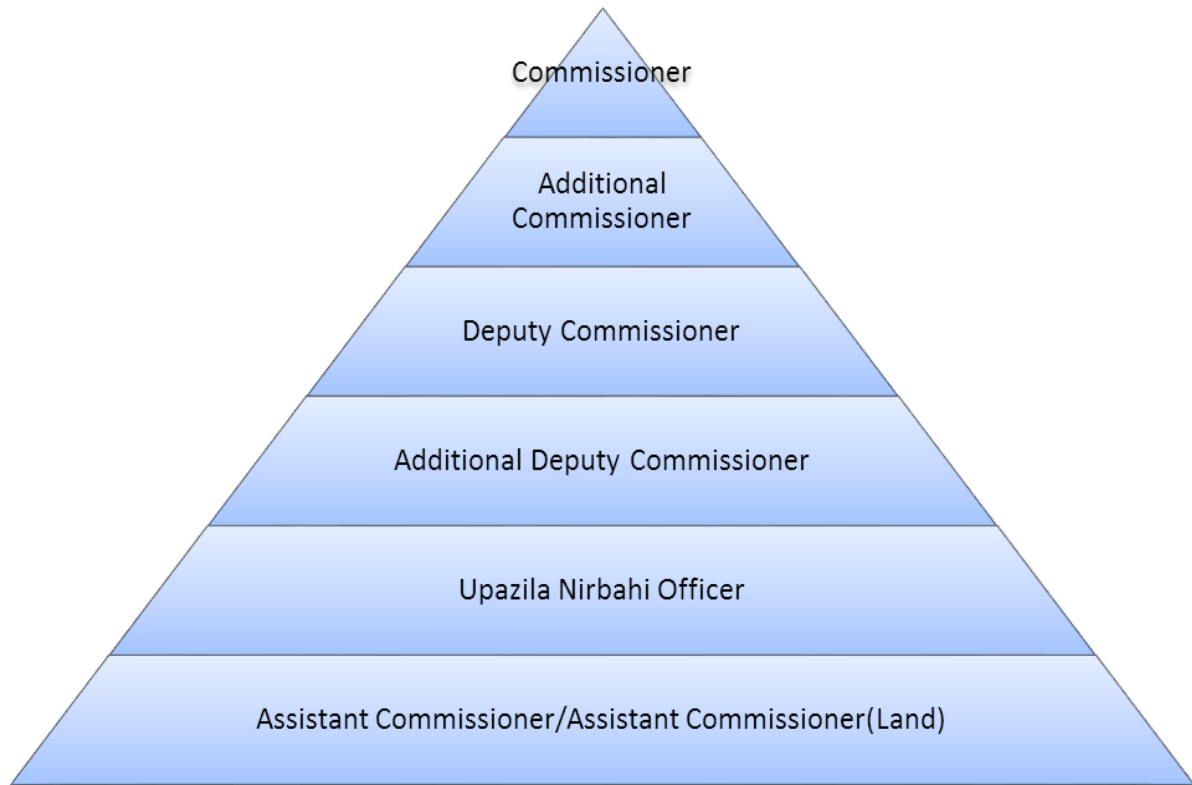 Commissioner
Additional
Commissioner
Deputy Commissioner
Additional Deputy Commissioner
Upazila Nirbahi Officer
Assistant Commissioner/Assistant Commissioner(Land)